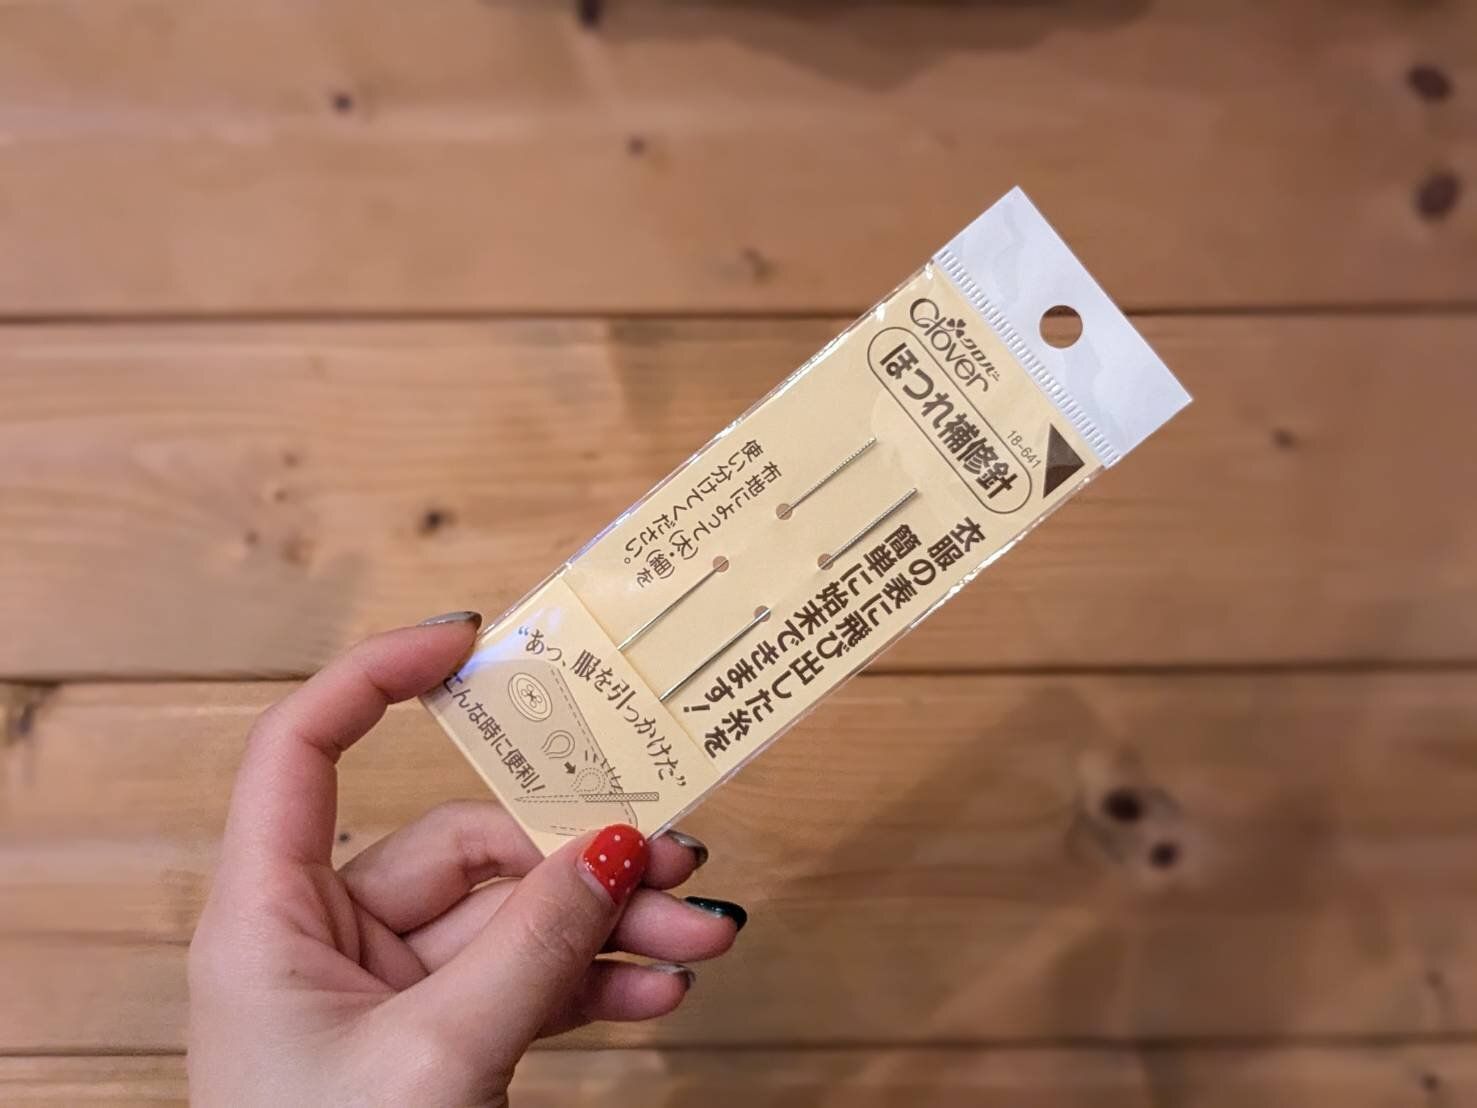 Clover クロバー
ほつれ補修針
18-641
衣服の表に飛び出した糸を
簡単に始末できます!
布地によって(太)・(細)を
使い分けてください。
“あっ、服を引っかけた”
こんな時に便利!